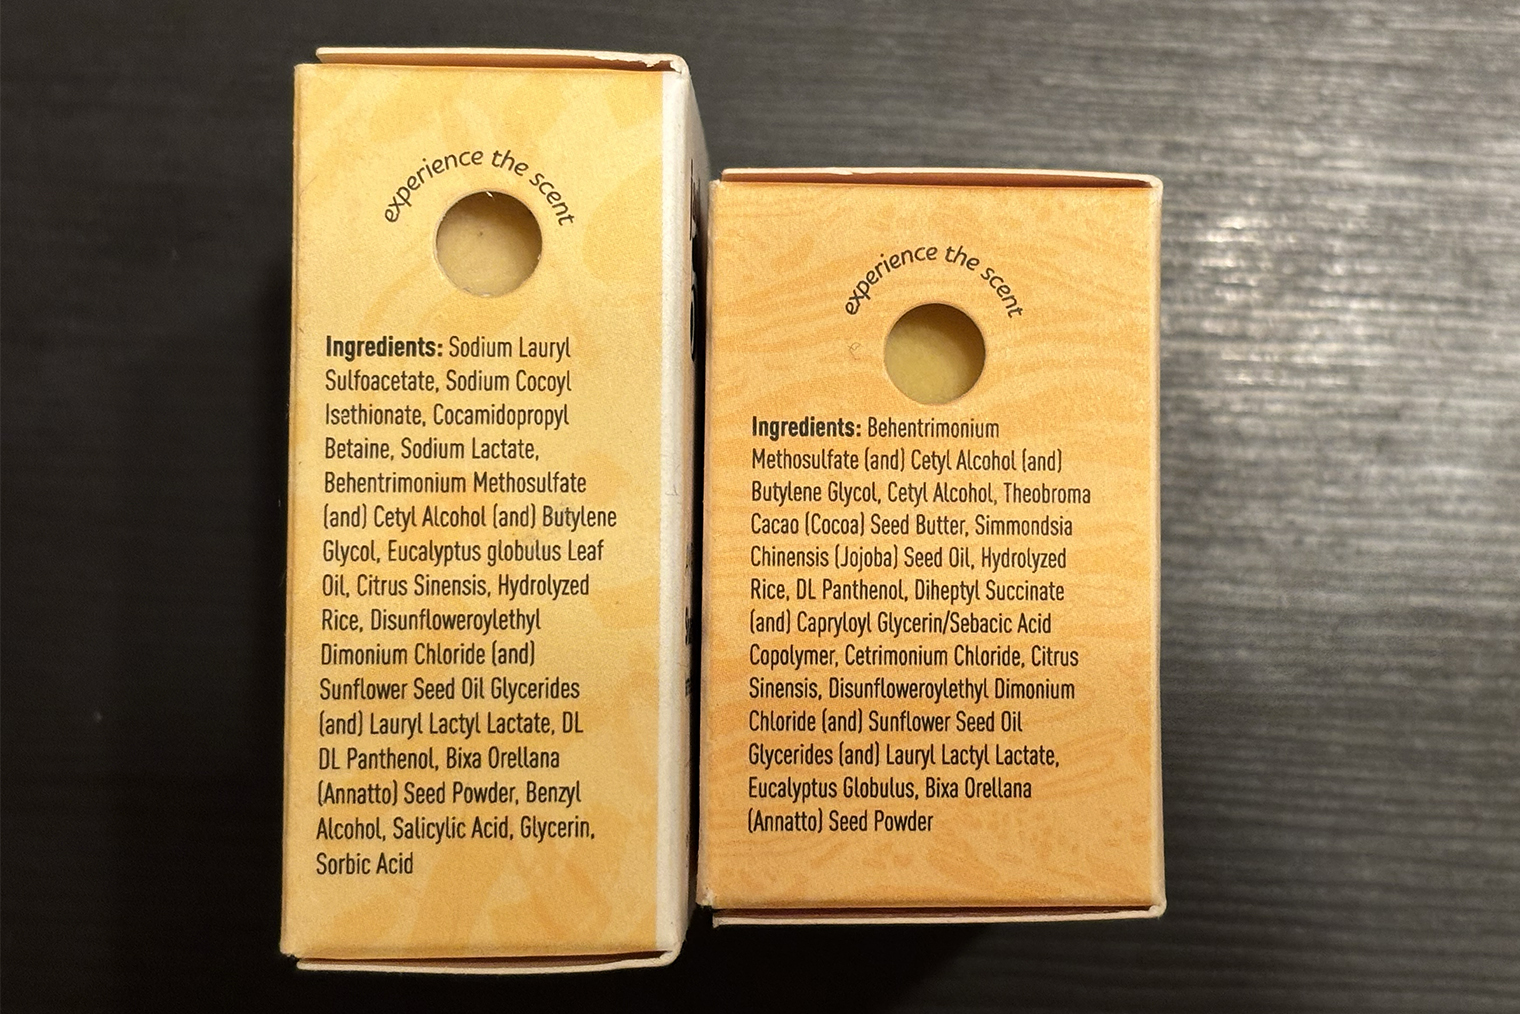 experience the scent
Ingredients: Sodium Lauryl
Sulfoacetate, Sodium Cocoyl
Isethionate, Cocamidopropyl
Betaine, Sodium Lactate,
Behentrimonium Methosulfate
(and) Cetyl Alcohol (and) Butylene
Glycol, Eucalyptus globulus Leaf
Oil, Citrus Sinensis, Hydrolyzed
Rice, Disunfloweroylethyl
Dimonium Chloride (and)
Sunflower Seed Oil Glycerides
(and) Lauryl Lactyl Lactate, DL
DL Panthenol, Bixa Orellana
(Annatto) Seed Powder, Benzyl
Alcohol, Salicylic Acid, Glycerin,
Sorbic Acid
experience the scent
Ingredients: Behentrimonium
Methosulfate (and) Cetyl Alcohol (and)
Butylene Glycol, Cetyl Alcohol, Theobroma
Cacao (Cocoa) Seed Butter, Simmondsia
Chinensis (Jojoba) Seed Oil, Hydrolyzed
Rice, DL Panthenol, Diheptyl Succinate
(and) Capryloyl Glycerin/Sebacic Acid
Copolymer, Cetrimonium Chloride, Citrus
Sinensis, Disunfloweroylethyl Dimonium
Chloride (and) Sunflower Seed Oil
Glycerides (and) Lauryl Lactyl Lactate,
Eucalyptus Globulus, Bixa Orellana
(Annatto) Seed Powder